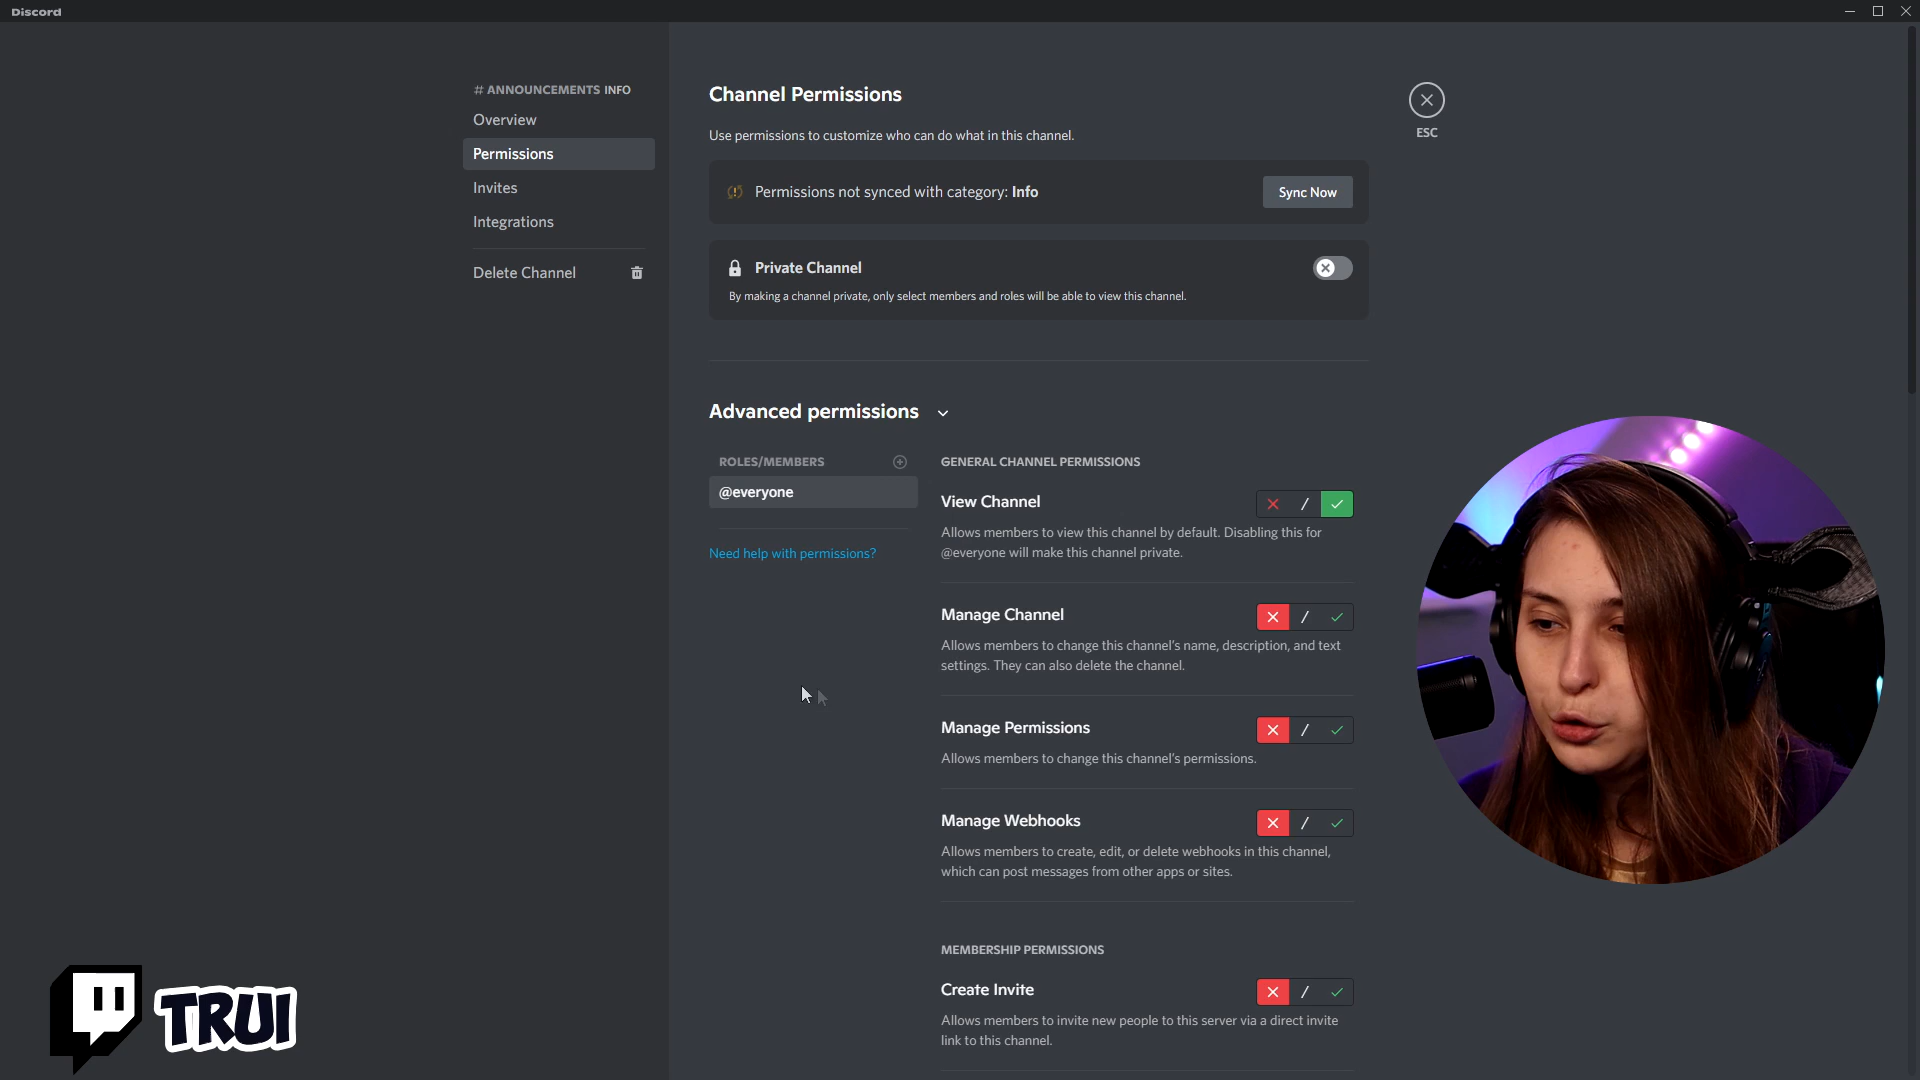 Discord
# ANNOUNCEMENTS INFO
Overview
Permissions
Invites
Integrations
Delete Channel
Channel Permissions
Use permissions to customize who can do what in this channel.
ESC
Permissions not synced with category: Info
Sync Now
Private Channel
By making a channel private, only select members and roles will be able to view this channel.
Advanced permissions
ROLES/MEMBERS
@everyone
Need help with permissions?
GENERAL CHANNEL PERMISSIONS
View Channel
Allows members to view this channel by default. Disabling this for
@everyone will make this channel private.
Manage Channel
Allows members to change this channel's name, description, and text
settings. They can also delete the channel.
Manage Permissions
Allows members to change this channel's permissions.
Manage Webhooks
Allows members to create, edit, or delete webhooks in this channel,
which can post messages from other apps or sites.
MEMBERSHIP PERMISSIONS
Create Invite
Allows members to invite new people to this server via a direct invite
link to this channel.
TRUI